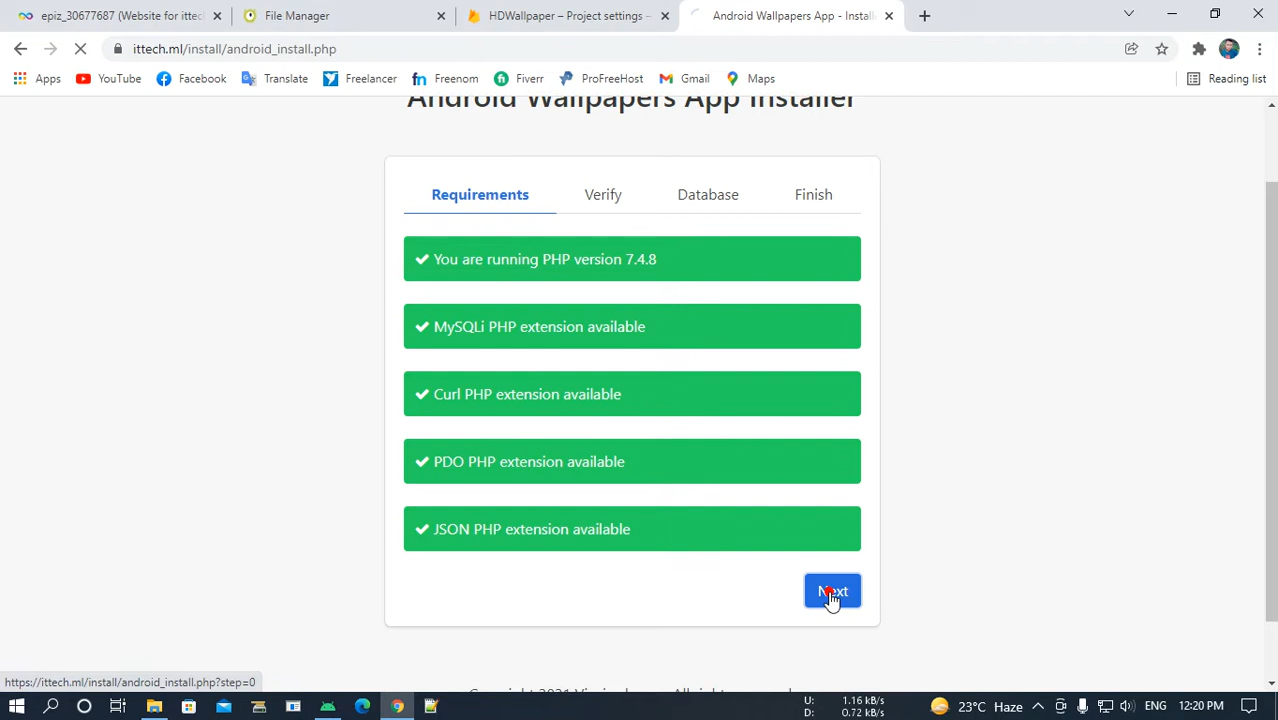 epiz_30677687 (Website for ittec
File Manager
HDWallpaper – Project settings –
Android Wallpapers App - Installe
ittech.ml/install/android_install.php
Apps
YouTube
Facebook
Translate
Freelancer
Freenom
Fiverr
ProFreeHost
Gmail
Maps
Reading list
Android Wallpapers App Installer
Requirements
Verify
Database
Finish
You are running PHP version 7.4.8
MySQLi PHP extension available
Curl PHP extension available
PDO PHP extension available
JSON PHP extension available
Next
https://ittech.ml/install/android_install.php?step=0
U: 1.16 kB/s
D: 0.72 kB/s
23°C Haze
ENG
12:20 PM